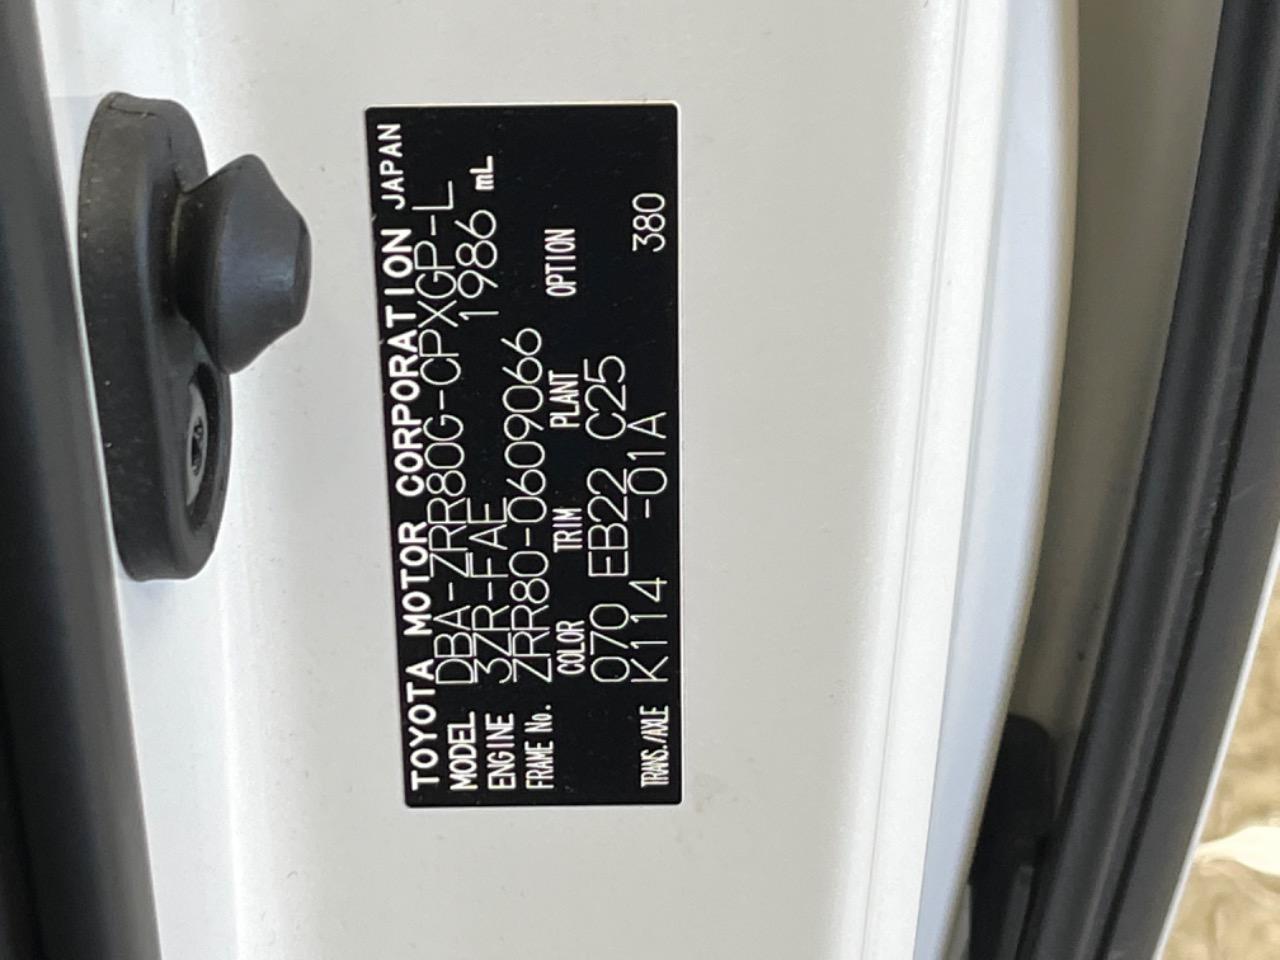 TOYOTA MOTOR CORPORATION JAPAN
MODEL DBA-ZRR80G-CPXGP-L
ENGINE 3ZR-FAE 1986 mL
FRAME No. ZRR80-0609066
COLOR TRIM PLANT OPTION
070 EB22 C25
TRANS./AXLE K114 -01A 380